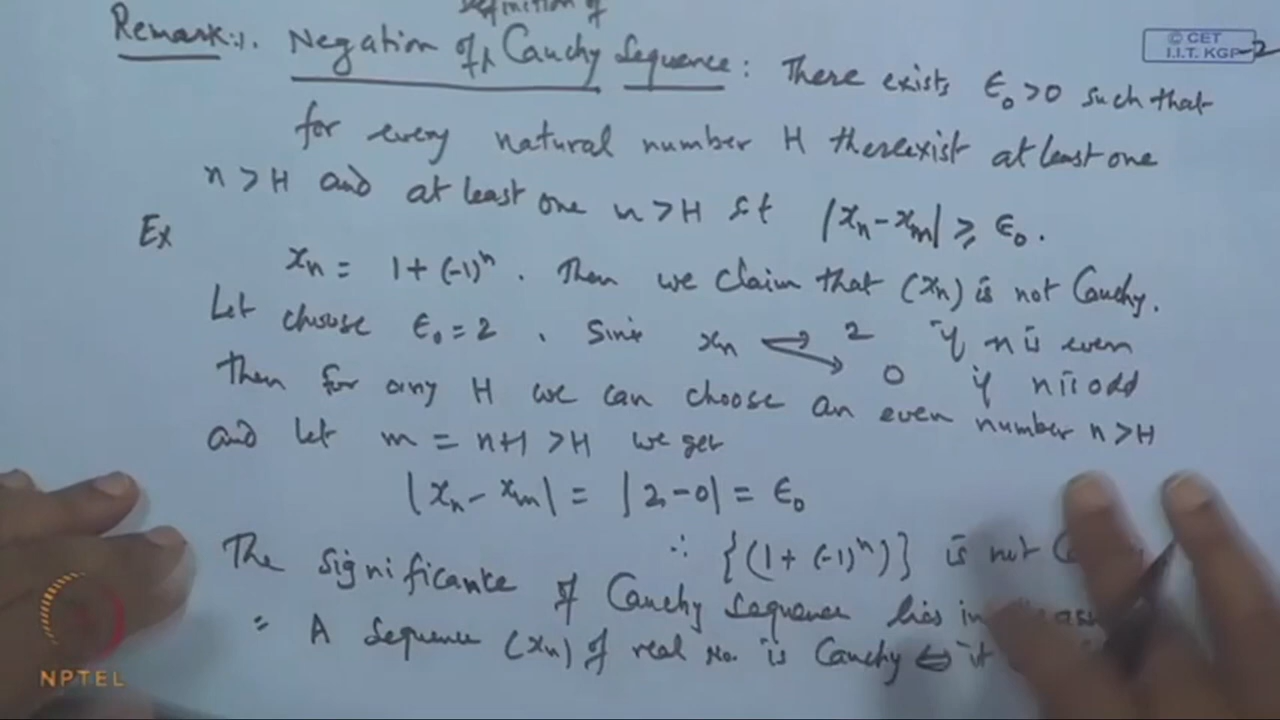 Definition of
Remark:1. Negation of Cauchy Sequence: There exists ε₀>0 such that
© CET
I.I.T. KGP
for every natural number H there exist at least one
n>H and at least one m>H st |xn-xm| ≥ ε₀.
Ex
xn = 1+(-1)^n. Then we claim that (xn) is not Cauchy.
Let choose ε₀=2. Since xn 2 if n is even
0 if n is odd
Then for any H we can choose an even number n>H
and let m = n+1 >H we get
|xn-xm| = |2-0| = ε₀
∴ {(1+(-1)^n)} is not
The significance of Cauchy sequence lies in
= A sequence (xn) of real no. is Cauchy ⇔ it
NPTEL